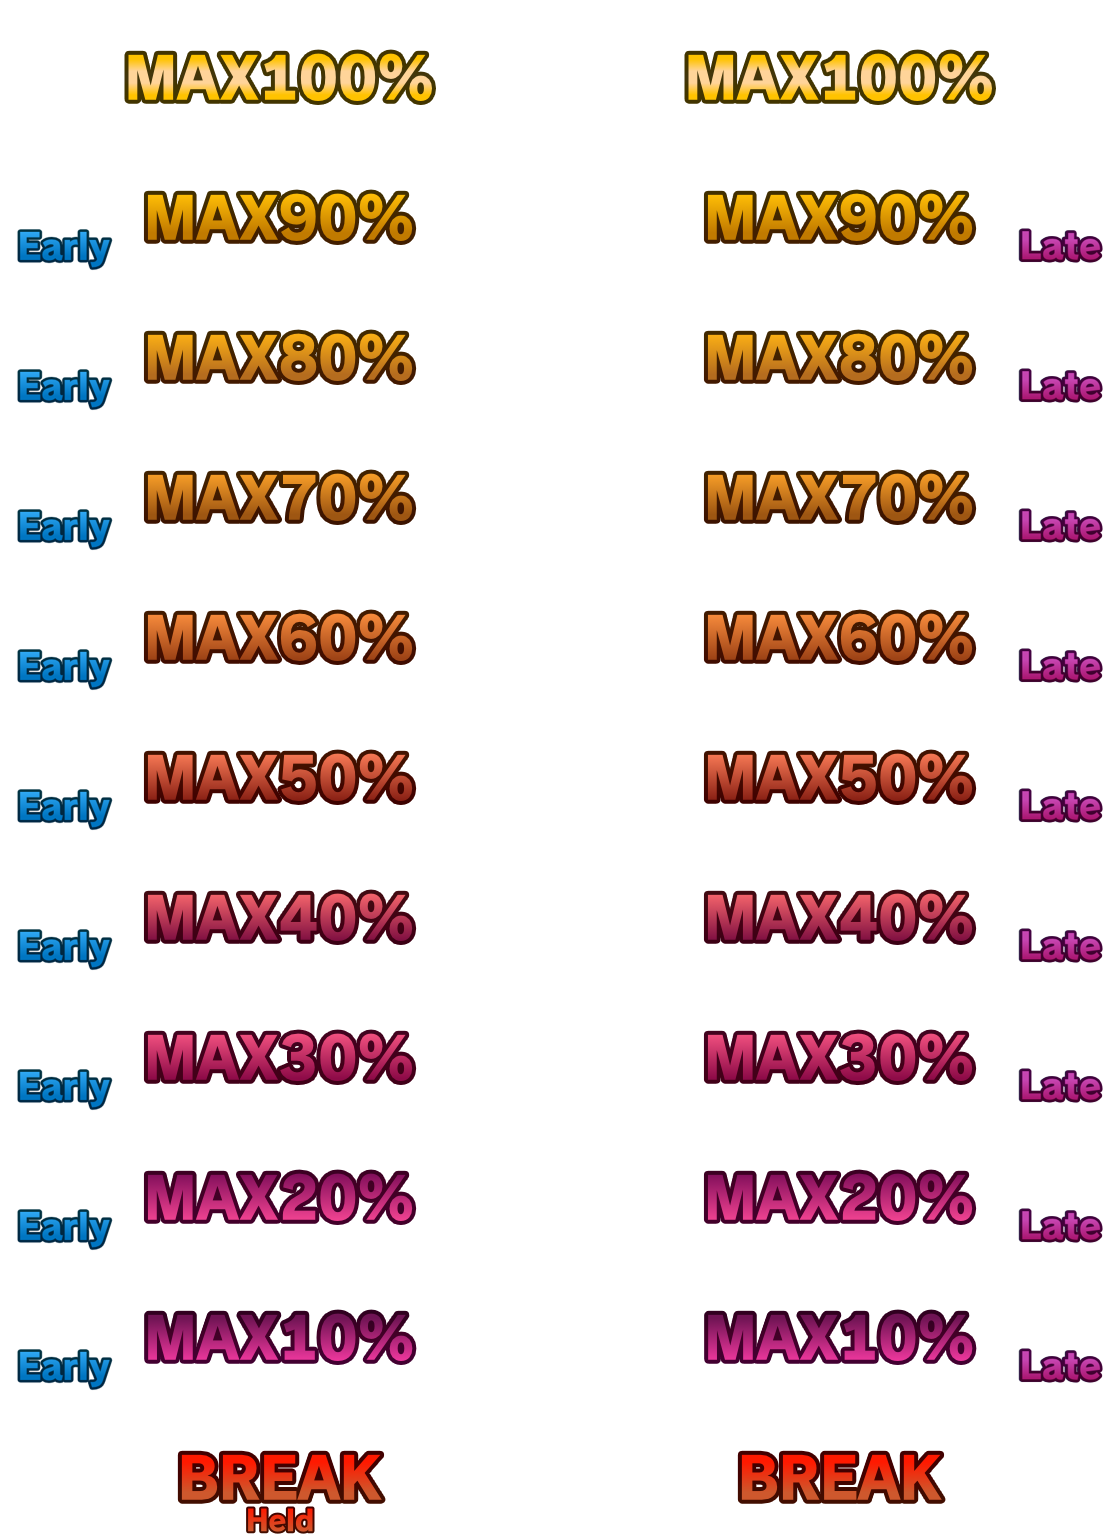 MAX100% MAX100%
Early MAX90% MAX90% Late
Early MAX80% MAX80% Late
Early MAX70% MAX70% Late
Early MAX60% MAX60% Late
Early MAX50% MAX50% Late
Early MAX40% MAX40% Late
Early MAX30% MAX30% Late
Early MAX20% MAX20% Late
Early MAX10% MAX10% Late
BREAK BREAK
Held